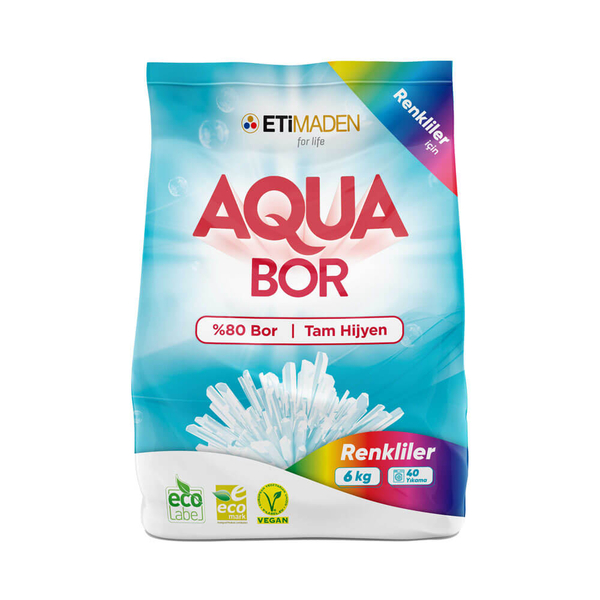 ETİMADEN
for life
Renkliler
için
AQUA
BOR
%80 Bor | Tam Hijyen
Renkliler
6 kg
40
Yıkama
eco
Label
eco
mark
VEGAN